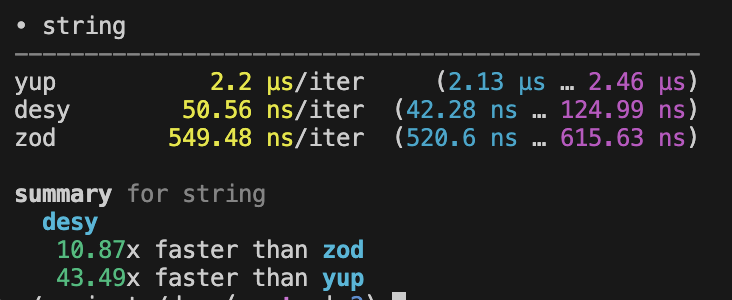 • string
-------------------------------------------------
yup 2.2 µs/iter (2.13 µs … 2.46 µs)
desy 50.56 ns/iter (42.28 ns … 124.99 ns)
zod 549.48 ns/iter (520.6 ns … 615.63 ns)
summary for string
desy
10.87x faster than zod
43.49x faster than yup